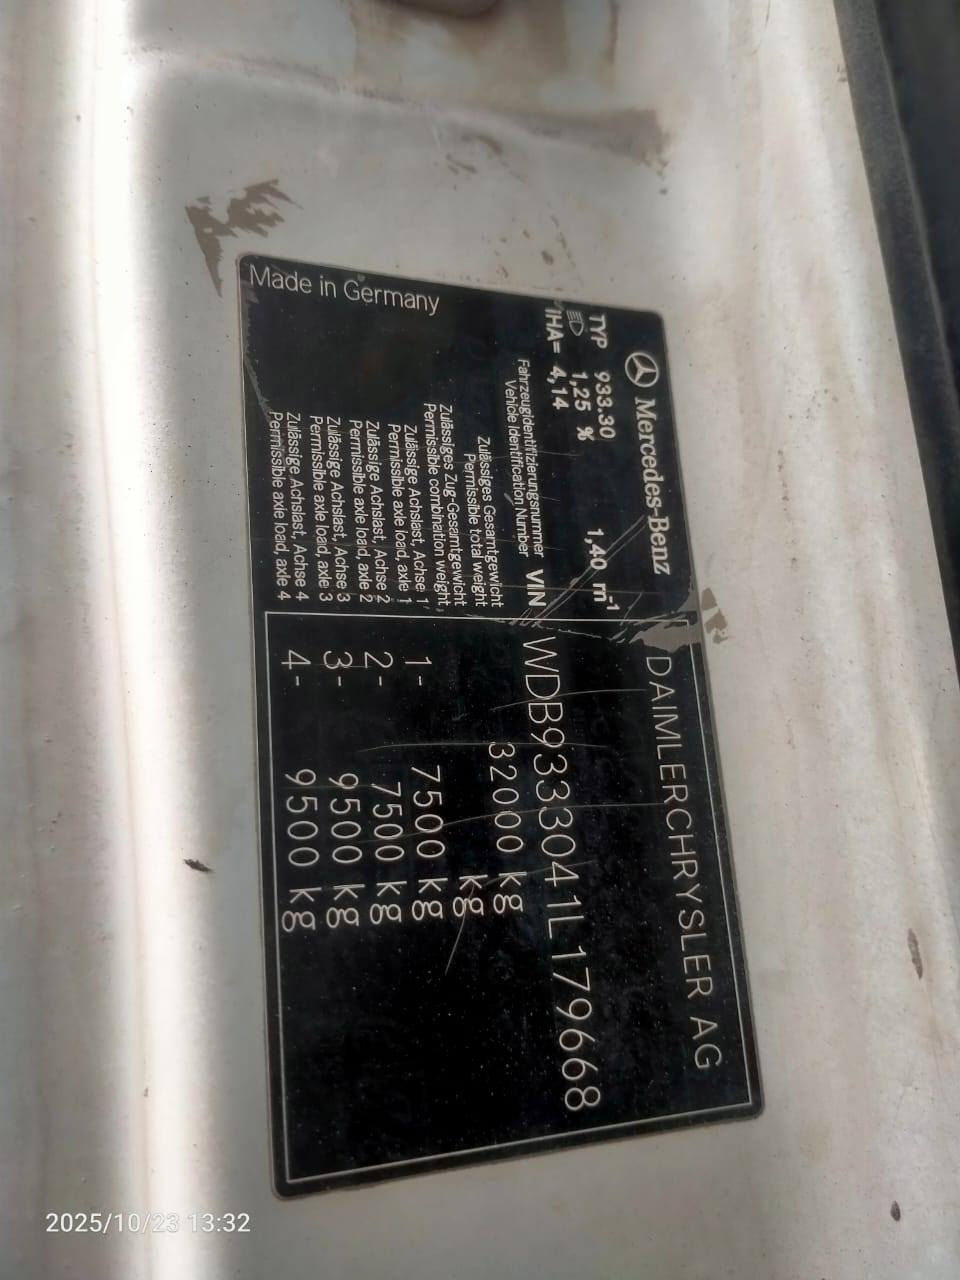 Mercedes-Benz DAIMLERCHRYSLER AG
TYP 933.30 1,40 m-1
1,25 %
IHA= 4,14
Fahrzeugidentifizierungsnummer
Vehicle Identification Number VIN WDB9333041L179668
Zulässiges Gesamtgewicht
Permissible total weight 32000 kg
Zulässiges Zug-Gesamtgewicht
Permissible combination weight, kg
Zulässige Achslast, Achse 1
Permissible axle load, axle 1 1- 7500 kg
Zulässige Achslast, Achse 2
Permissible axle load, axle 2 2- 7500 kg
Zulässige Achslast, Achse 3
Permissible axle load, axle 3 3- 9500 kg
Zulässige Achslast, Achse 4
Permissible axle load, axle 4 4- 9500 kg
Made in Germany
2025/10/23 13:32